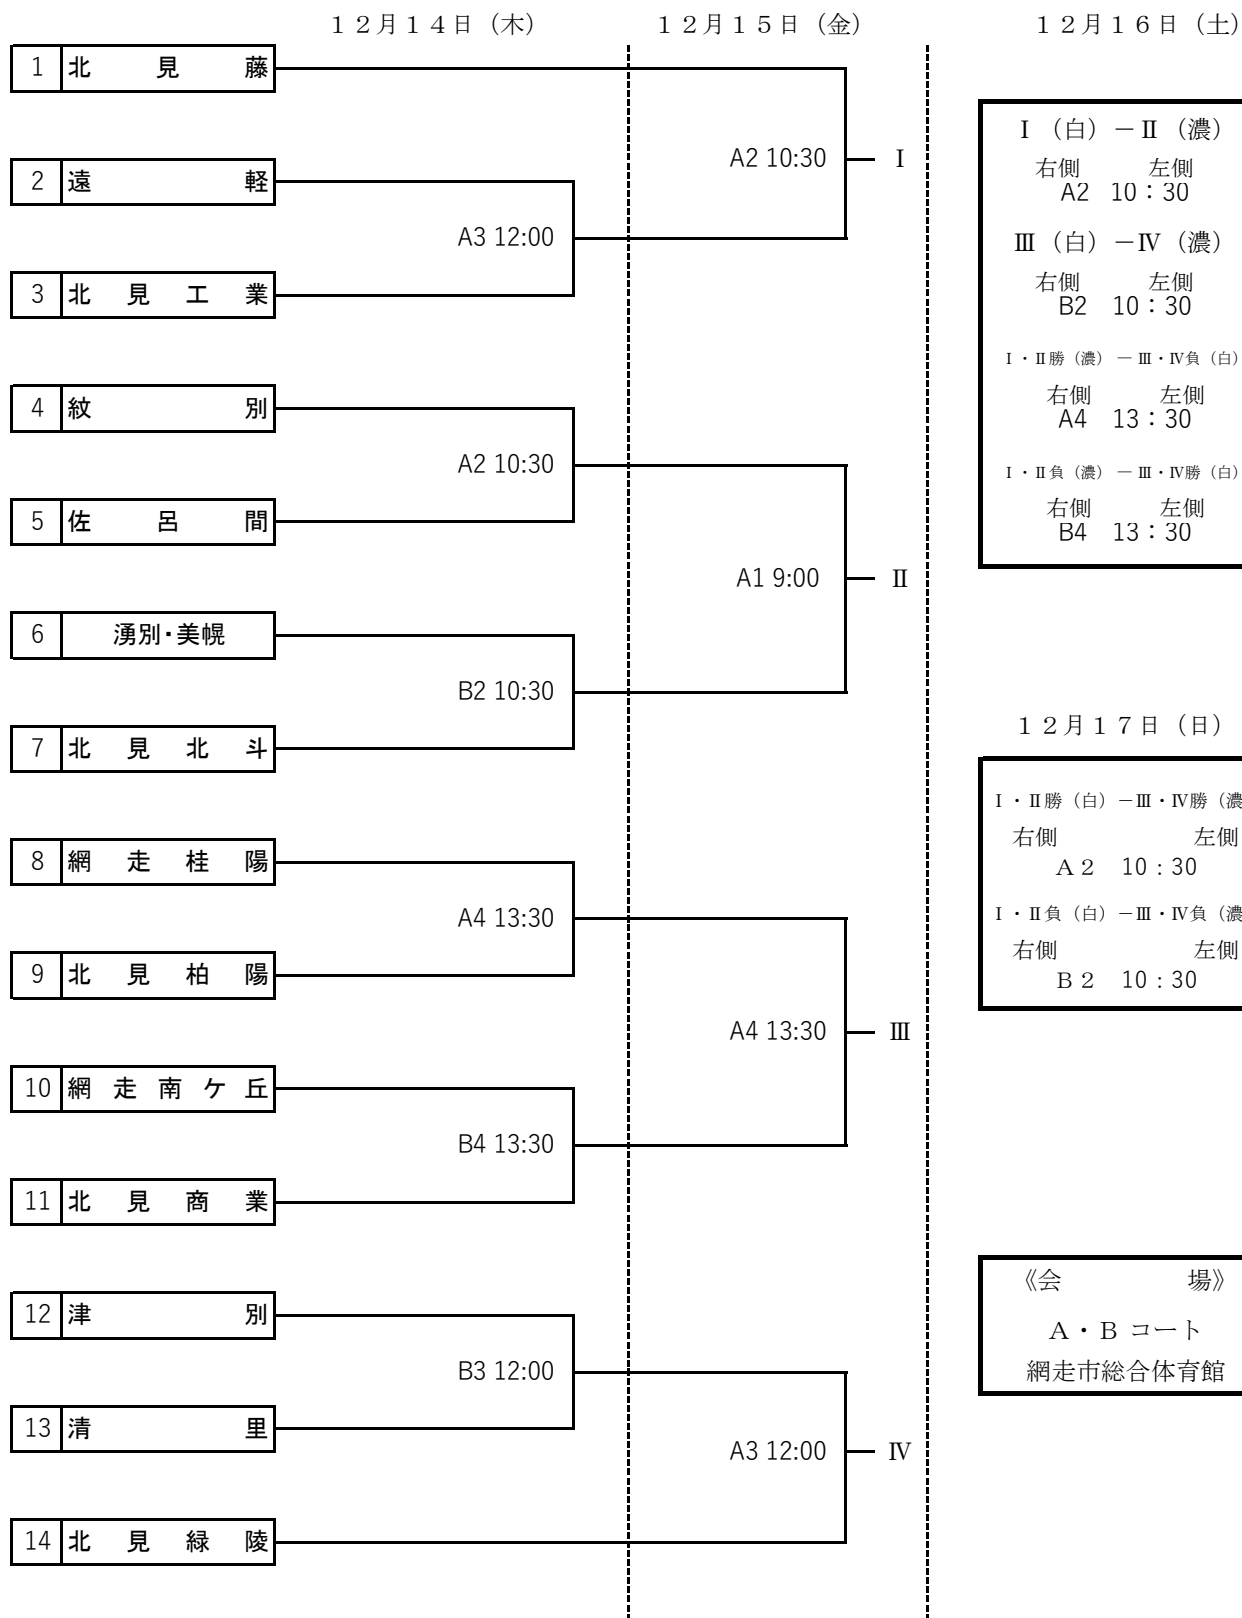 １２月１４日（木）
１２月１５日（金）
１２月１６日（土）
1 北見藤
A2 10:30 Ⅰ
2 遠軽
A3 12:00
3 北見工業
4 紋別
A2 10:30
5 佐呂間
A1 9:00 Ⅱ
6 湧別・美幌
B2 10:30
7 北見北斗
8 網走桂陽
A4 13:30
9 北見柏陽
A4 13:30 Ⅲ
10 網走南ケ丘
B4 13:30
11 北見商業
12 津別
B3 12:00
13 清里
A3 12:00 Ⅳ
14 北見緑陵
Ⅰ（白）－Ⅱ（濃）
右側 左側
A2 10：30
Ⅲ（白）－Ⅳ（濃）
右側 左側
B2 10：30
Ⅰ・Ⅱ勝（濃）－Ⅲ・Ⅳ負（白）
右側 左側
A4 13：30
Ⅰ・Ⅱ負（濃）－Ⅲ・Ⅳ勝（白）
右側 左側
B4 13：30
１２月１７日（日）
Ⅰ・Ⅱ勝（白）－Ⅲ・Ⅳ勝（濃
右側 左側
Ａ２ 10：30
Ⅰ・Ⅱ負（白）－Ⅲ・Ⅳ負（濃
右側 左側
Ｂ２ 10：30
《会場》
Ａ・Ｂ コート
網走市総合体育館